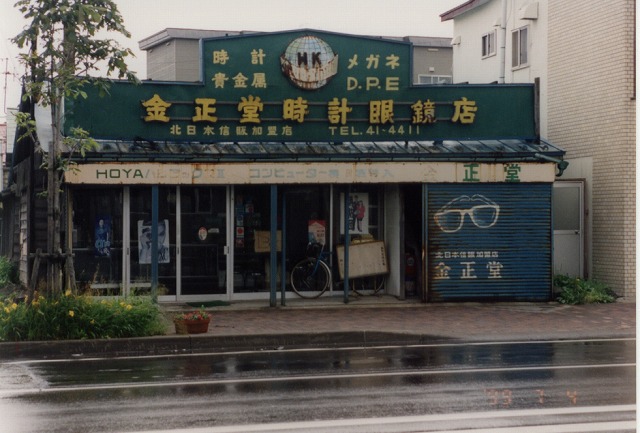 時計
貴金属
HK
メガネ
D.P.E
金正堂時計眼鏡店
北日本信販加盟店 TEL.41-4411
HOYA
コンピューター
正堂
北日本信販加盟店
金正堂